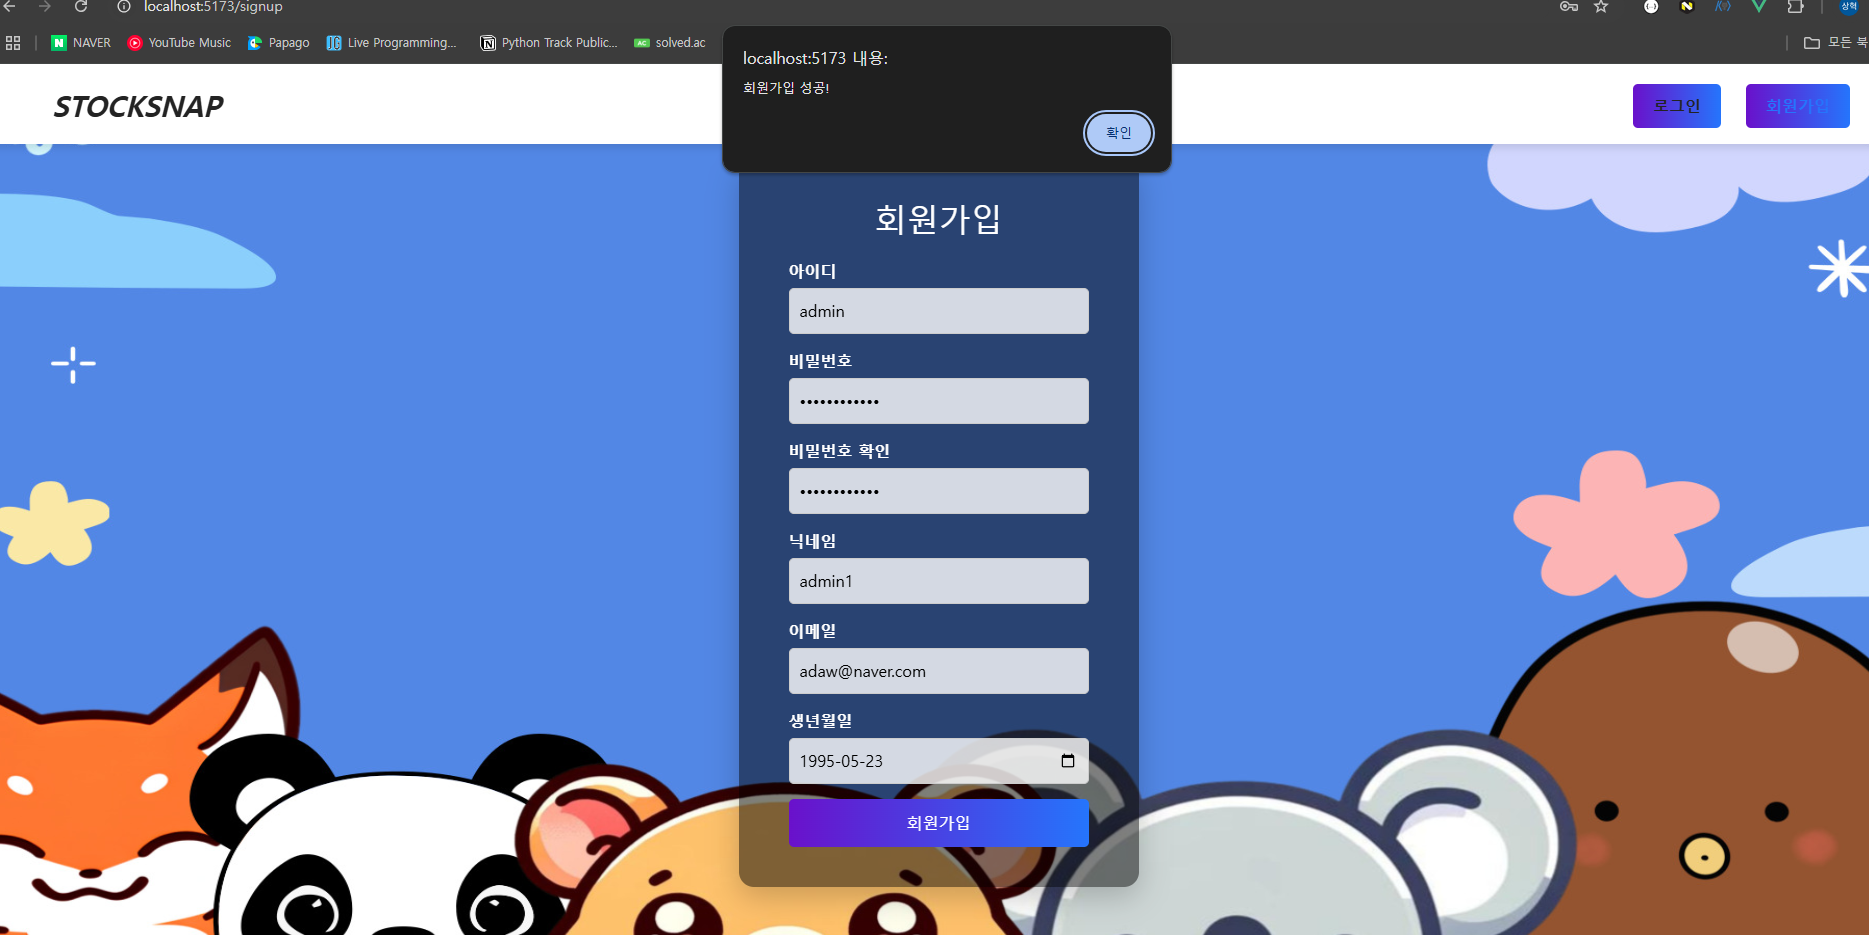 localhost:5173/signup
상혁
NAVER
YouTube Music
Papago
Live Programming...
Python Track Public...
AC
solved.ac
모든 북
localhost:5173 내용:
회원가입 성공!
확인
STOCKSNAP
로그인
회원가입
회원가입
아이디
admin
비밀번호
••••••••••••
비밀번호 확인
••••••••••••
닉네임
admin1
이메일
adaw@naver.com
생년월일
1995-05-23
회원가입